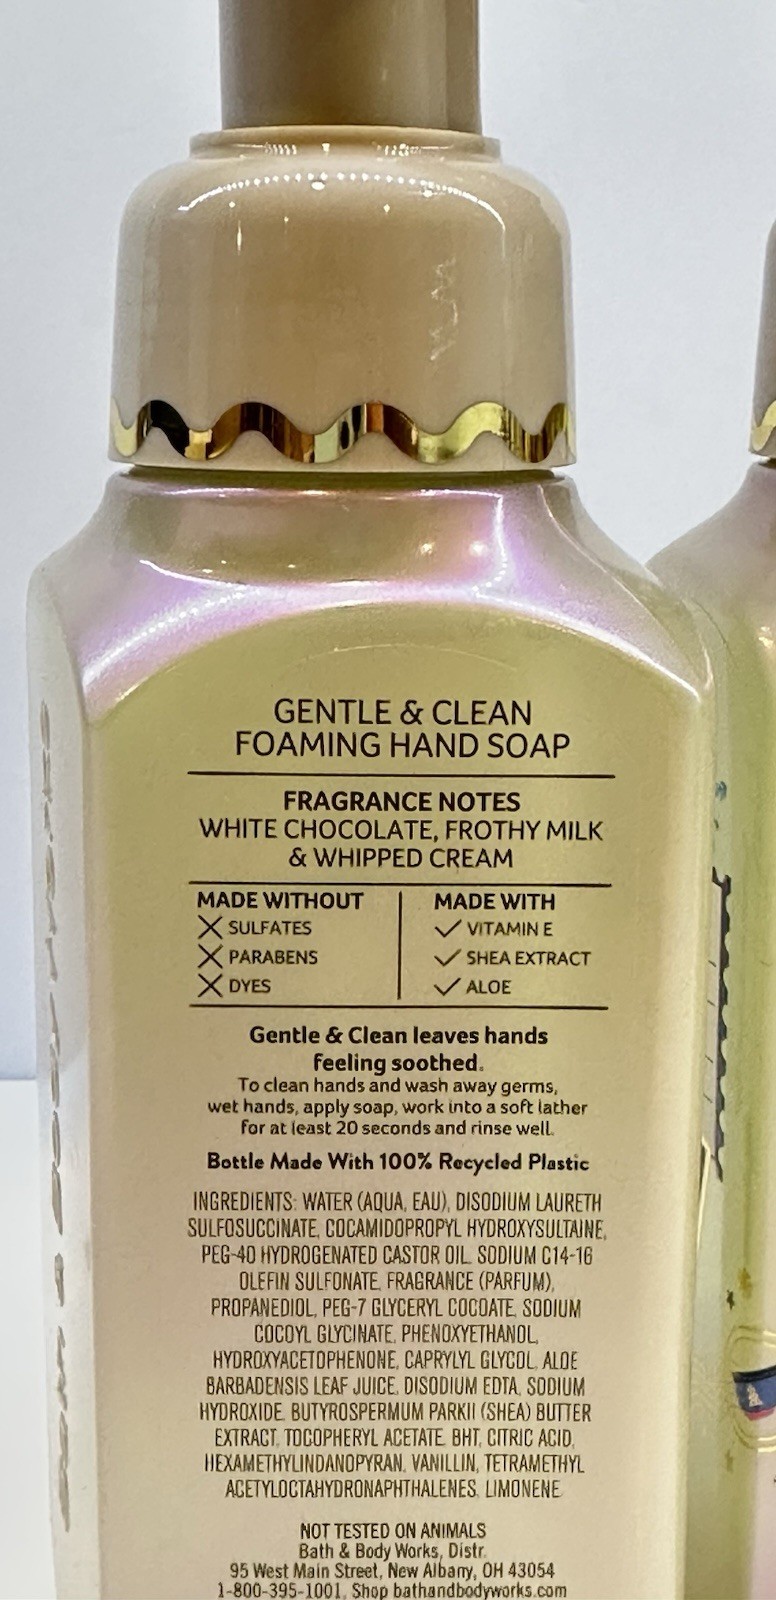 GENTLE & CLEAN
FOAMING HAND SOAP
FRAGRANCE NOTES
WHITE CHOCOLATE, FROTHY MILK
& WHIPPED CREAM
MADE WITHOUT
SULFATES
PARABENS
DYES
MADE WITH
VITAMIN E
SHEA EXTRACT
ALOE
Gentle & Clean leaves hands
feeling soothed.
To clean hands and wash away germs,
wet hands, apply soap, work into a soft lather
for at least 20 seconds and rinse well.
Bottle Made With 100% Recycled Plastic
INGREDIENTS: WATER (AQUA, EAU), DISODIUM LAURETH
SULFOSUCCINATE, COCAMIDOPROPYL HYDROXYSULTAINE,
PEG-40 HYDROGENATED CASTOR OIL, SODIUM C14-16
OLEFIN SULFONATE, FRAGRANCE (PARFUM),
PROPANEDIOL, PEG-7 GLYCERYL COCOATE, SODIUM
COCOYL GLYCINATE, PHENOXYETHANOL,
HYDROXYACETOPHENONE, CAPRYLYL GLYCOL, ALOE
BARBADENSIS LEAF JUICE, DISODIUM EDTA, SODIUM
HYDROXIDE, BUTYROSPERMUM PARKII (SHEA) BUTTER
EXTRACT, TOCOPHERYL ACETATE, BHT, CITRIC ACID,
HEXAMETHYLINDANOPYRAN, VANILLIN, TETRAMETHYL
ACETYLOCTAHYDRONAPHTHALENES, LIMONENE
NOT TESTED ON ANIMALS
Bath & Body Works, Distr.
95 West Main Street, New Albany, OH 43054
1-800-395-1001, Shop bathandbodyworks.com